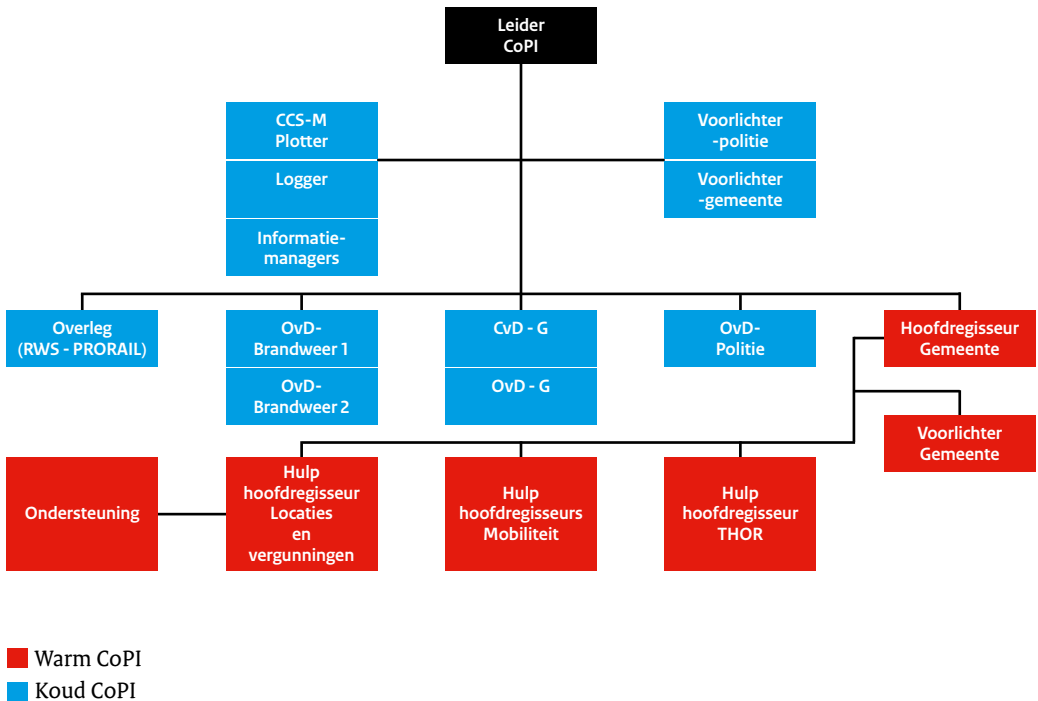 Leider
CoPI
CCS-M
Plotter
Logger
Informatie-
managers
Voorlichter
-politie
Voorlichter
-gemeente
Overleg
(RWS - PRORAIL)
OvD-
Brandweer 1
OvD-
Brandweer 2
CvD - G
OvD - G
OvD-
Politie
Hoofdregisseur
Gemeente
Voorlichter
Gemeente
Ondersteuning
Hulp
hoofdregisseur
Locaties
en
vergunningen
Hulp
hoofdregisseurs
Mobiliteit
Hulp
hoofdregisseur
THOR
Warm CoPI
Koud CoPI